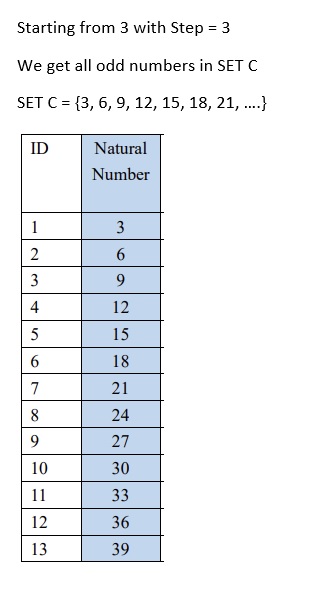 Starting from 3 with Step = 3
We get all odd numbers in SET C
SET C = {3, 6, 9, 12, 15, 18, 21, ....}
ID Natural
Number
1 3
2 6
3 9
4 12
5 15
6 18
7 21
8 24
9 27
10 30
11 33
12 36
13 39